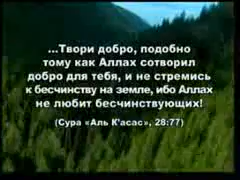 ...Твори добро, подобно
тому как Аллах сотворил
добро для тебя, и не стремись
к бесчинству на земле, ибо Аллах
не любит бесчинствующих!
(Сура «Аль К'асас», 28:77)